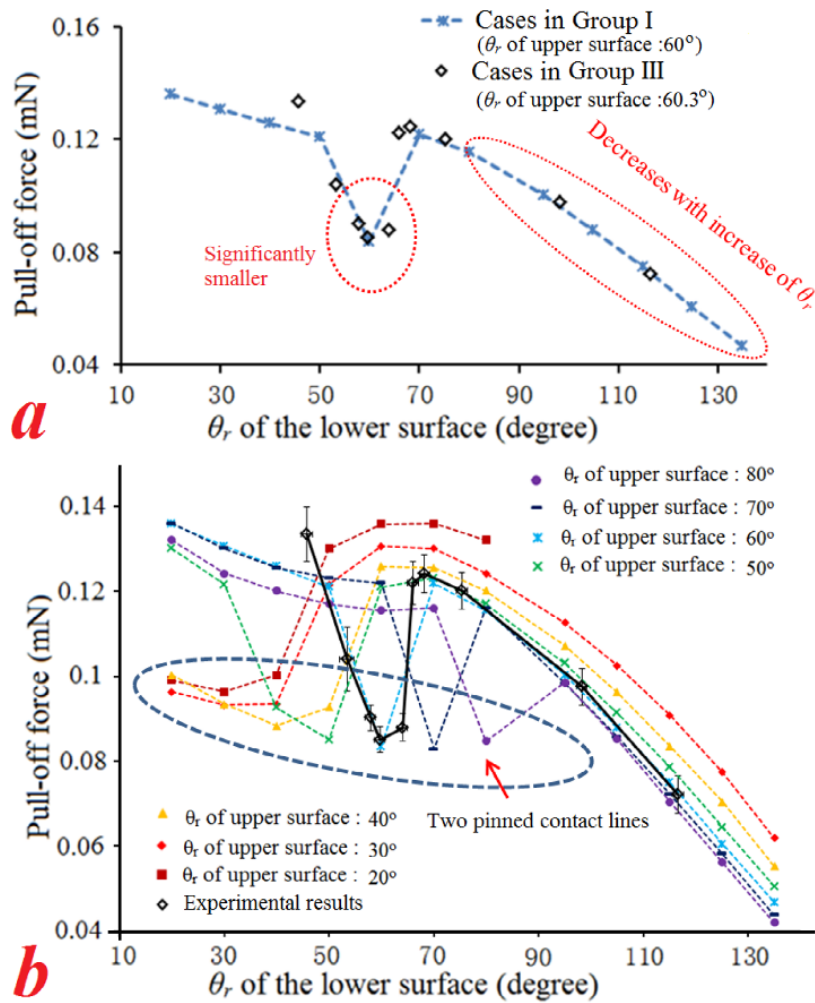 0.16
0.12
0.08
0.04
Pull-off force (mN)
Cases in Group I
(θr of upper surface :60°)
Cases in Group III
(θr of upper surface :60.3°)
Significantly
smaller
Decreases with increase of θr
10 30 50 70 90 110 130
θr of the lower surface (degree)
a
0.14
0.12
0.1
0.08
0.06
0.04
Pull-off force (mN)
θr of upper surface : 80°
θr of upper surface : 70°
θr of upper surface : 60°
θr of upper surface : 50°
Two pinned contact lines
θr of upper surface : 40°
θr of upper surface : 30°
θr of upper surface : 20°
Experimental results
10 30 50 70 90 110 130
θr of the lower surface (degree)
b